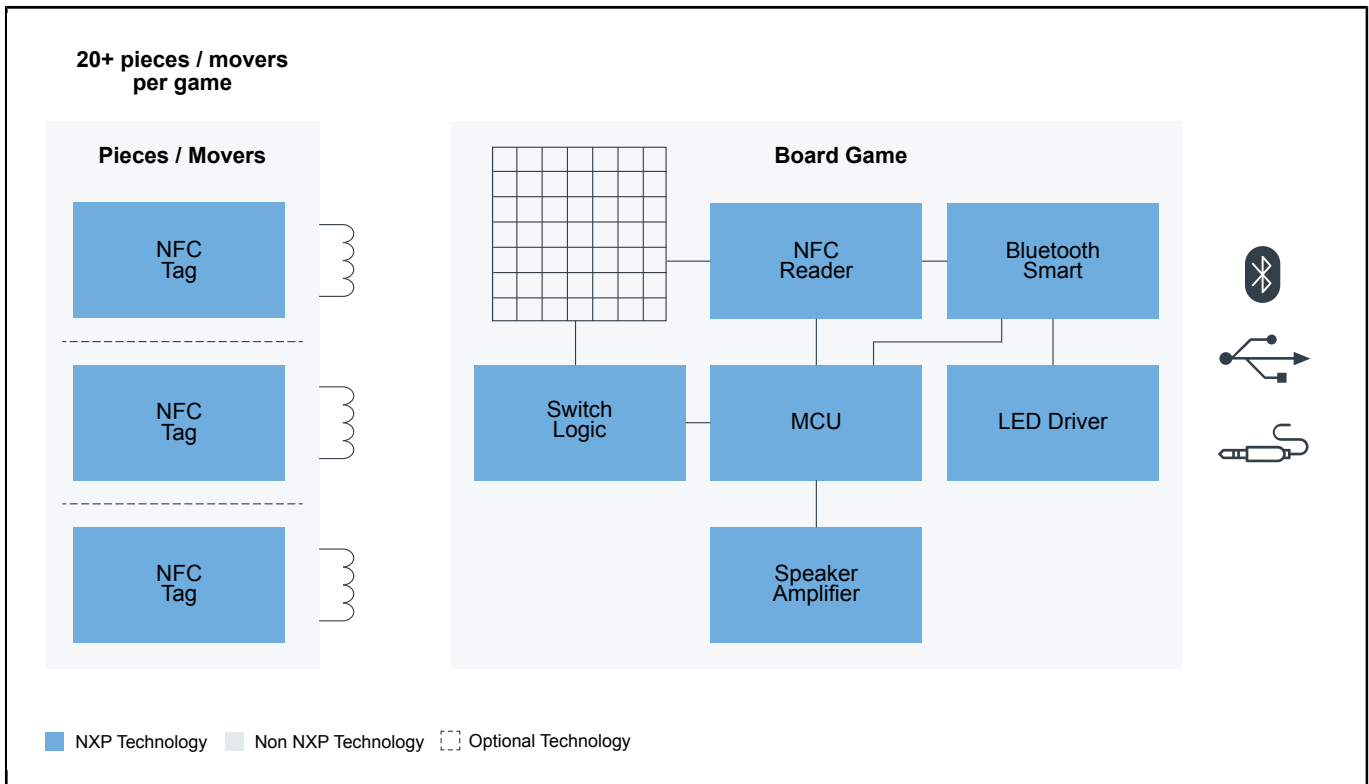 20+ pieces / movers
per game
Pieces / Movers
NFC
Tag
NFC
Tag
NFC
Tag
Board Game
NFC
Reader
Bluetooth
Smart
Switch
Logic
MCU
LED Driver
Speaker
Amplifier
NXP Technology
Non NXP Technology
Optional Technology